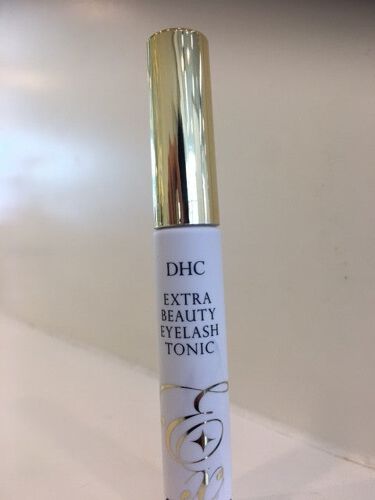 DHC
EXTRA
BEAUTY
EYELASH
TONIC